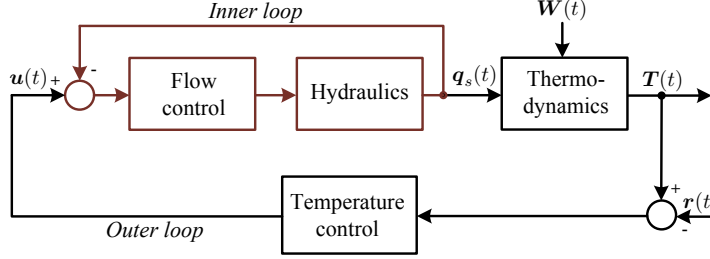 Inner loop
W(t)
u(t) +
-
Flow
control
Hydraulics
q_s(t)
Thermo-
dynamics
T(t)
+
r(t
-
Temperature
control
Outer loop